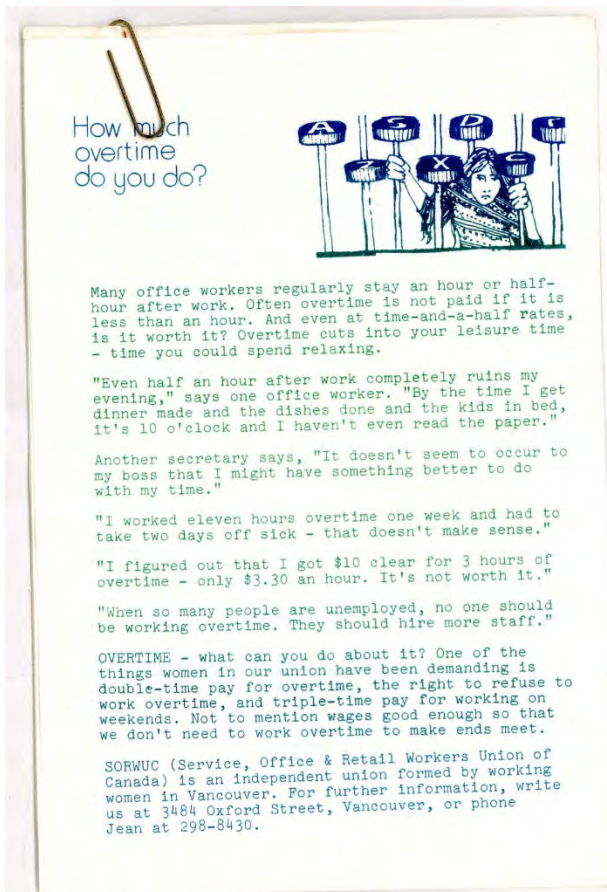 How much
overtime
do you do?
A S D F
Z X C
Many office workers regularly stay an hour or half-
hour after work. Often overtime is not paid if it is
less than an hour. And even at time-and-a-half rates,
is it worth it? Overtime cuts into your leisure time
- time you could spend relaxing.
"Even half an hour after work completely ruins my
evening," says one office worker. "By the time I get
dinner made and the dishes done and the kids in bed,
it's 10 o'clock and I haven't even read the paper."
Another secretary says, "It doesn't seem to occur to
my boss that I might have something better to do
with my time."
"I worked eleven hours overtime one week and had to
take two days off sick - that doesn't make sense."
"I figured out that I got $10 clear for 3 hours of
overtime - only $3.30 an hour. It's not worth it."
"When so many people are unemployed, no one should
be working overtime. They should hire more staff."
OVERTIME - what can you do about it? One of the
things women in our union have been demanding is
double-time pay for overtime, the right to refuse to
work overtime, and triple-time pay for working on
weekends. Not to mention wages good enough so that
we don't need to work overtime to make ends meet.
SORWUC (Service, Office & Retail Workers Union of
Canada) is an independent union formed by working
women in Vancouver. For further information, write
us at 3484 Oxford Street, Vancouver, or phone
Jean at 298-8430.